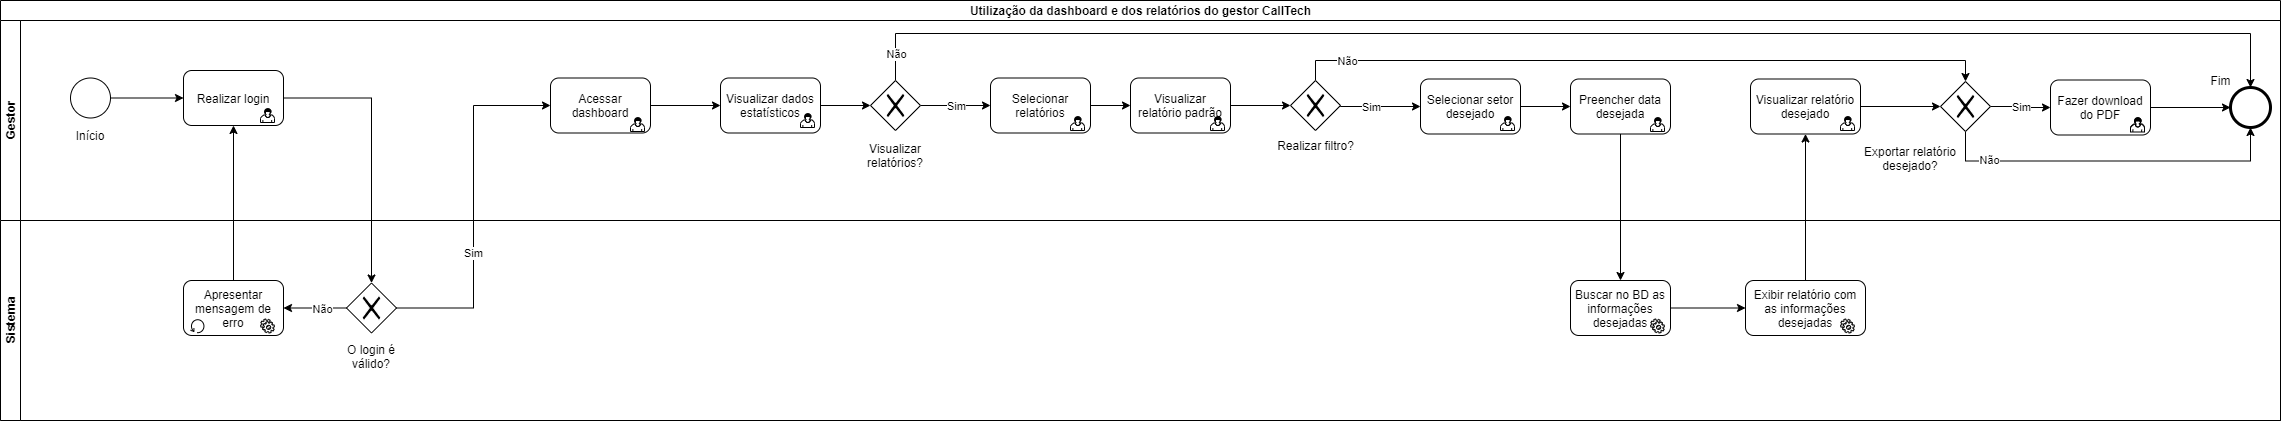 Utilização da dashboard e dos relatórios do gestor CallTech
Gestor
Início
Realizar login
Acessar
dashboard
Visualizar dados
estatísticos
Não
Visualizar
relatórios?
Sim
Selecionar
relatórios
Visualizar
relatório padrão
Não
Realizar filtro?
Sim
Selecionar setor
desejado
Preencher data
desejada
Visualizar relatório
desejado
Exportar relatório
desejado?
Sim
Não
Fazer download
do PDF
Fim
Sistema
Apresentar
mensagem de
erro
Não
O login é
válido?
Sim
Buscar no BD as
informações
desejadas
Exibir relatório com
as informações
desejadas